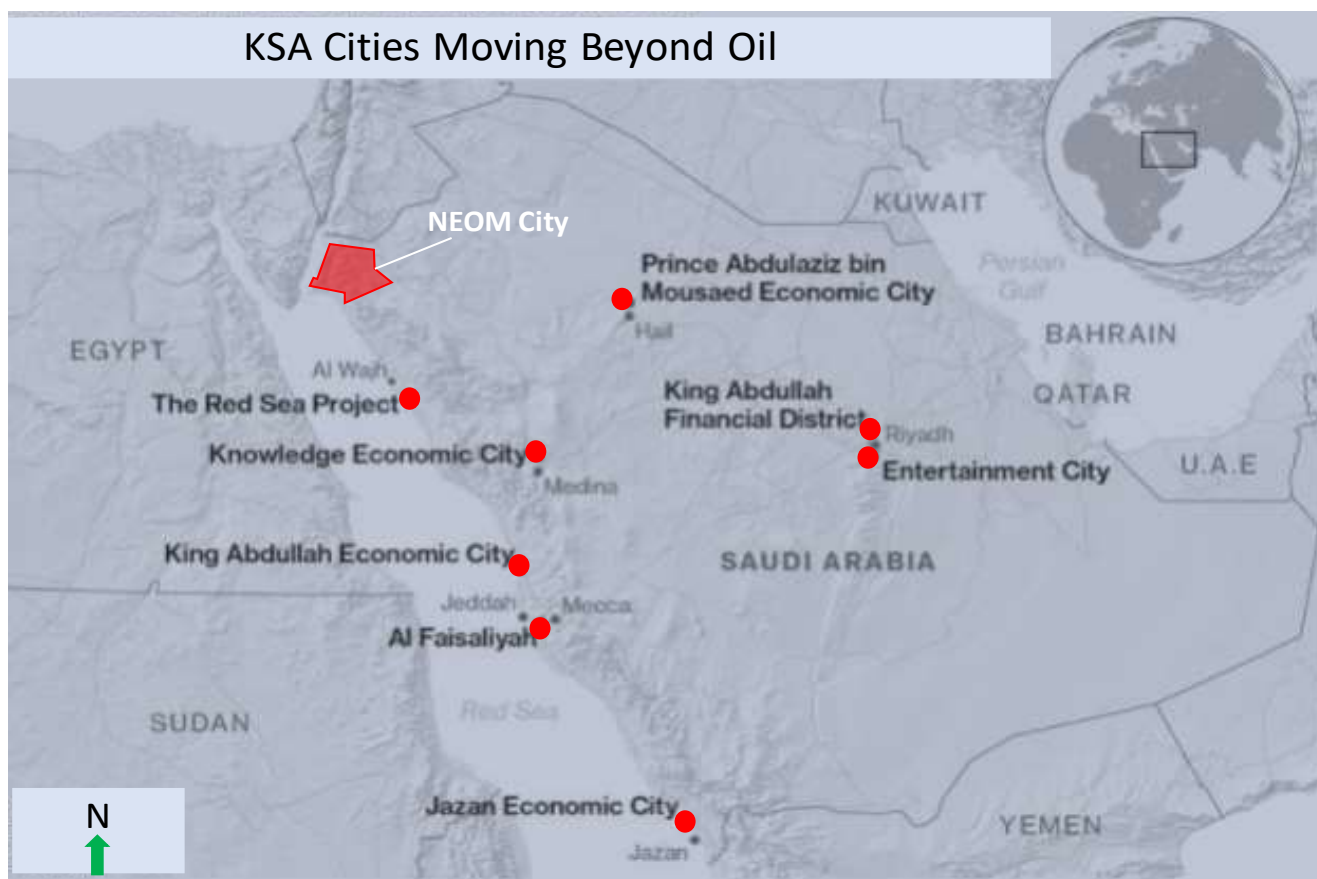 KSA Cities Moving Beyond Oil
KUWAIT
NEOM City
Persian
Gulf
Prince Abdulaziz bin
Mousaed Economic City
Hail
BAHRAIN
EGYPT
Al Wajh
The Red Sea Project
King Abdullah
Financial District
QATAR
Riyadh
Knowledge Economic City
Medina
Entertainment City
U.A.E
King Abdullah Economic City
SAUDI ARABIA
Jeddah
Mecca
Al Faisaliyah
Red Sea
SUDAN
Jazan Economic City
Jazan
YEMEN
N